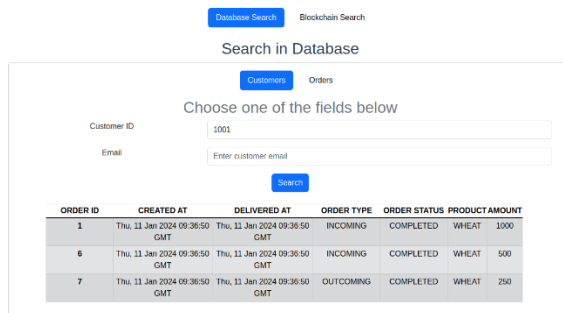 Database Search Blockchain Search
Search in Database
Customers Orders
Choose one of the fields below
Customer ID 1001
Email Enter customer email
Search
ORDER ID CREATED AT DELIVERED AT ORDER TYPE ORDER STATUS PRODUCT AMOUNT
1 Thu, 11 Jan 2024 09:36:50 Thu, 11 Jan 2024 09:36:50 INCOMING COMPLETED WHEAT 1000
GMT GMT
6 Thu, 11 Jan 2024 09:36:50 Thu, 11 Jan 2024 09:36:50 INCOMING COMPLETED WHEAT 500
GMT GMT
7 Thu, 11 Jan 2024 09:36:50 Thu, 11 Jan 2024 09:36:50 OUTCOMING COMPLETED WHEAT 250
GMT GMT